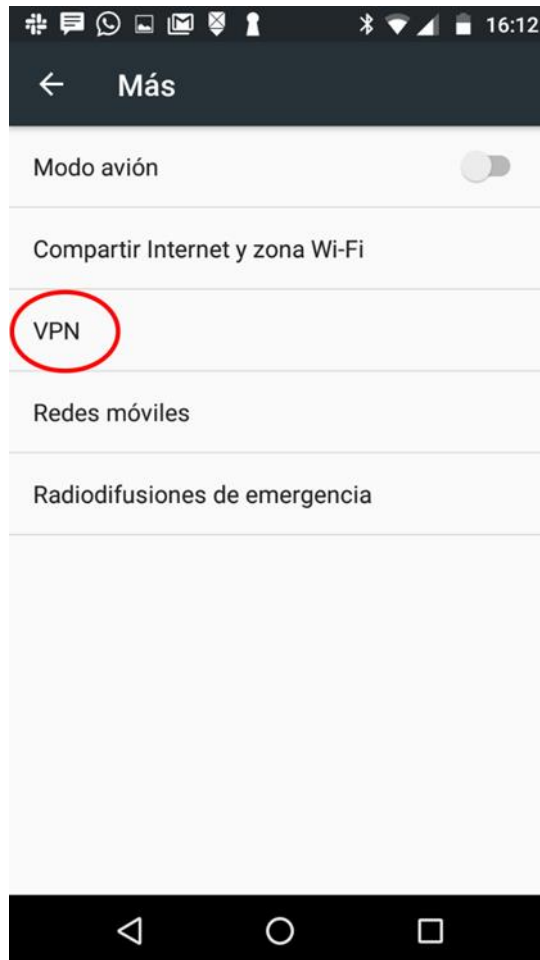 16:12
Más
Modo avión
Compartir Internet y zona Wi-Fi
VPN
Redes móviles
Radiodifusiones de emergencia